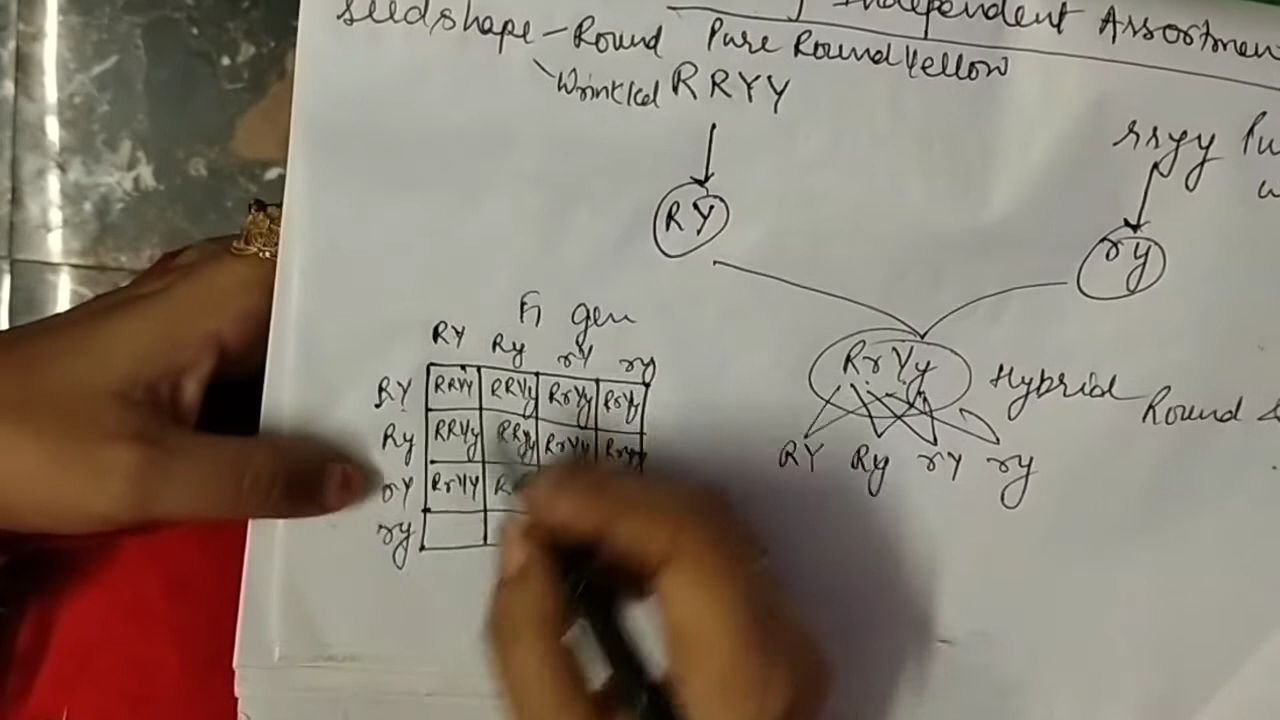 Independent Assortmen
Seedshape - Round Pure Round Yellow
Wrinkled RRYY
rryy Pu
RY
ry
F1 gen
RY Ry rY ry
RY RRYY RRYy RrYy
Ry RRYy RRyy RrYy
rY RrYY
ry
RrYy Hybrid Round &
RY Ry rY ry